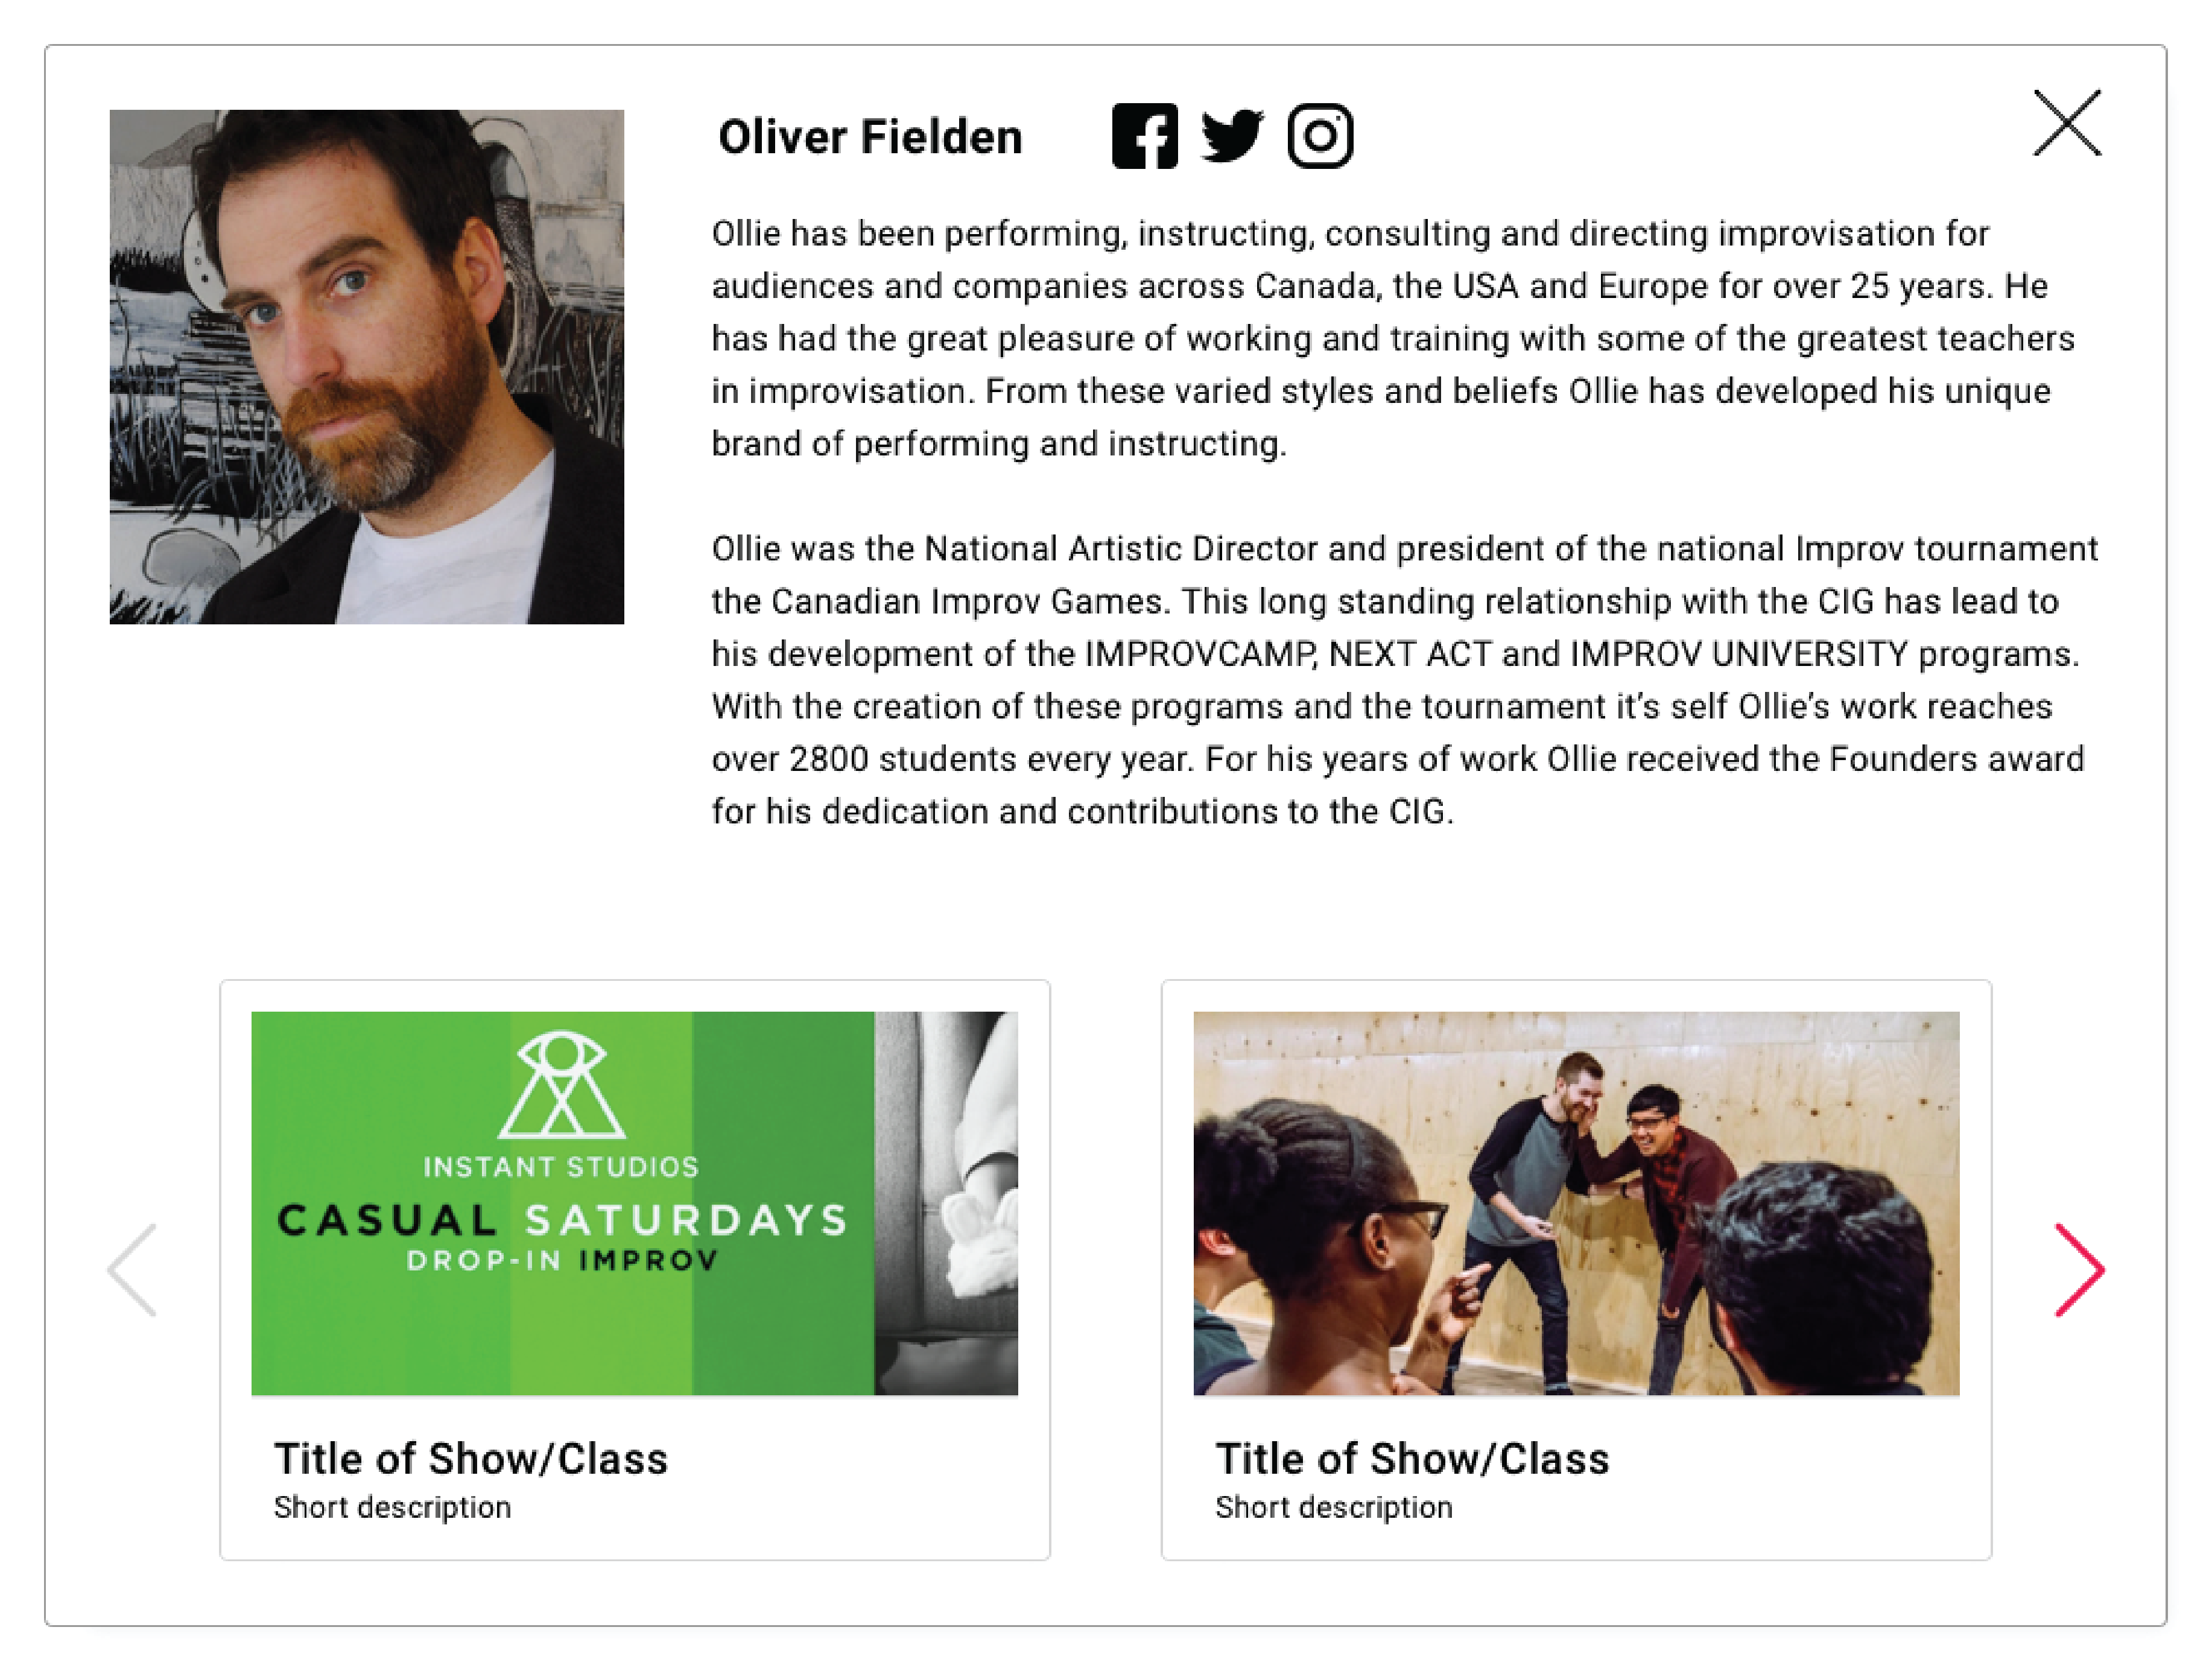 Oliver Fielden
Ollie has been performing, instructing, consulting and directing improvisation for
audiences and companies across Canada, the USA and Europe for over 25 years. He
has had the great pleasure of working and training with some of the greatest teachers
in improvisation. From these varied styles and beliefs Ollie has developed his unique
brand of performing and instructing.
Ollie was the National Artistic Director and president of the national Improv tournament
the Canadian Improv Games. This long standing relationship with the CIG has lead to
his development of the IMPROVCAMP, NEXT ACT and IMPROV UNIVERSITY programs.
With the creation of these programs and the tournament it’s self Ollie’s work reaches
over 2800 students every year. For his years of work Ollie received the Founders award
for his dedication and contributions to the CIG.
INSTANT STUDIOS
CASUAL SATURDAYS
DROP-IN IMPROV
Title of Show/Class
Short description
Title of Show/Class
Short description